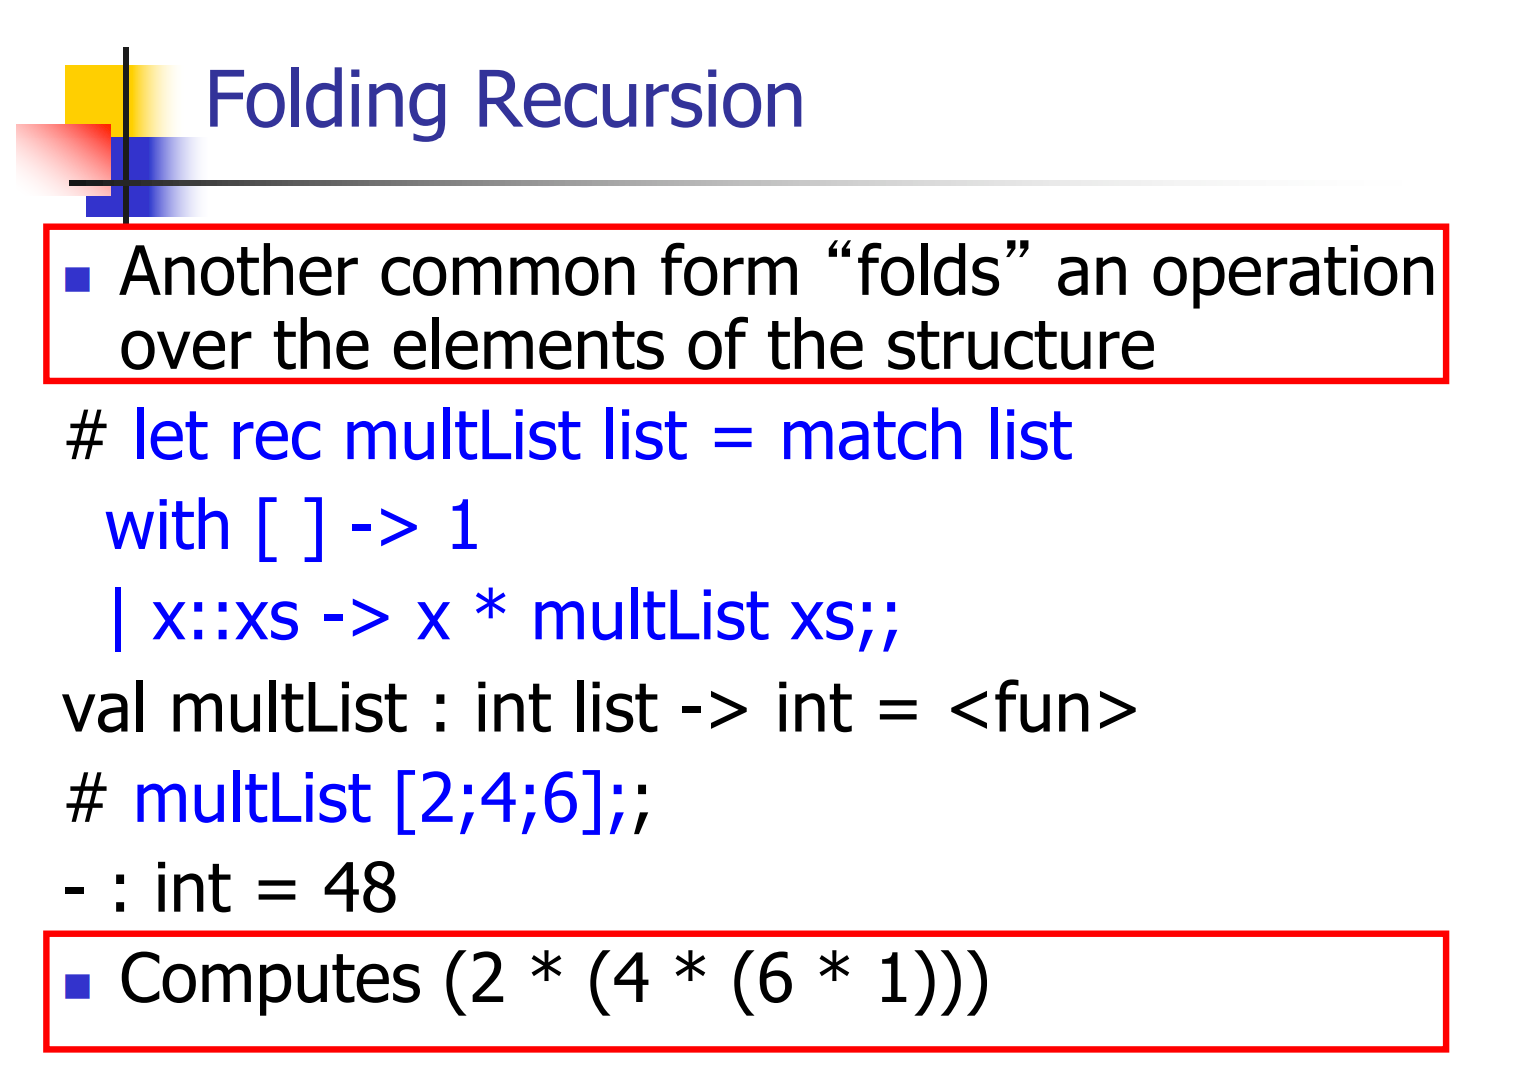 Folding Recursion
Another common form “folds” an operation
over the elements of the structure
# let rec multList list = match list
with [ ] -> 1
| x::xs -> x * multList xs;;
val multList : int list -> int = <fun>
# multList [2;4;6];;
- : int = 48
Computes (2 * (4 * (6 * 1)))